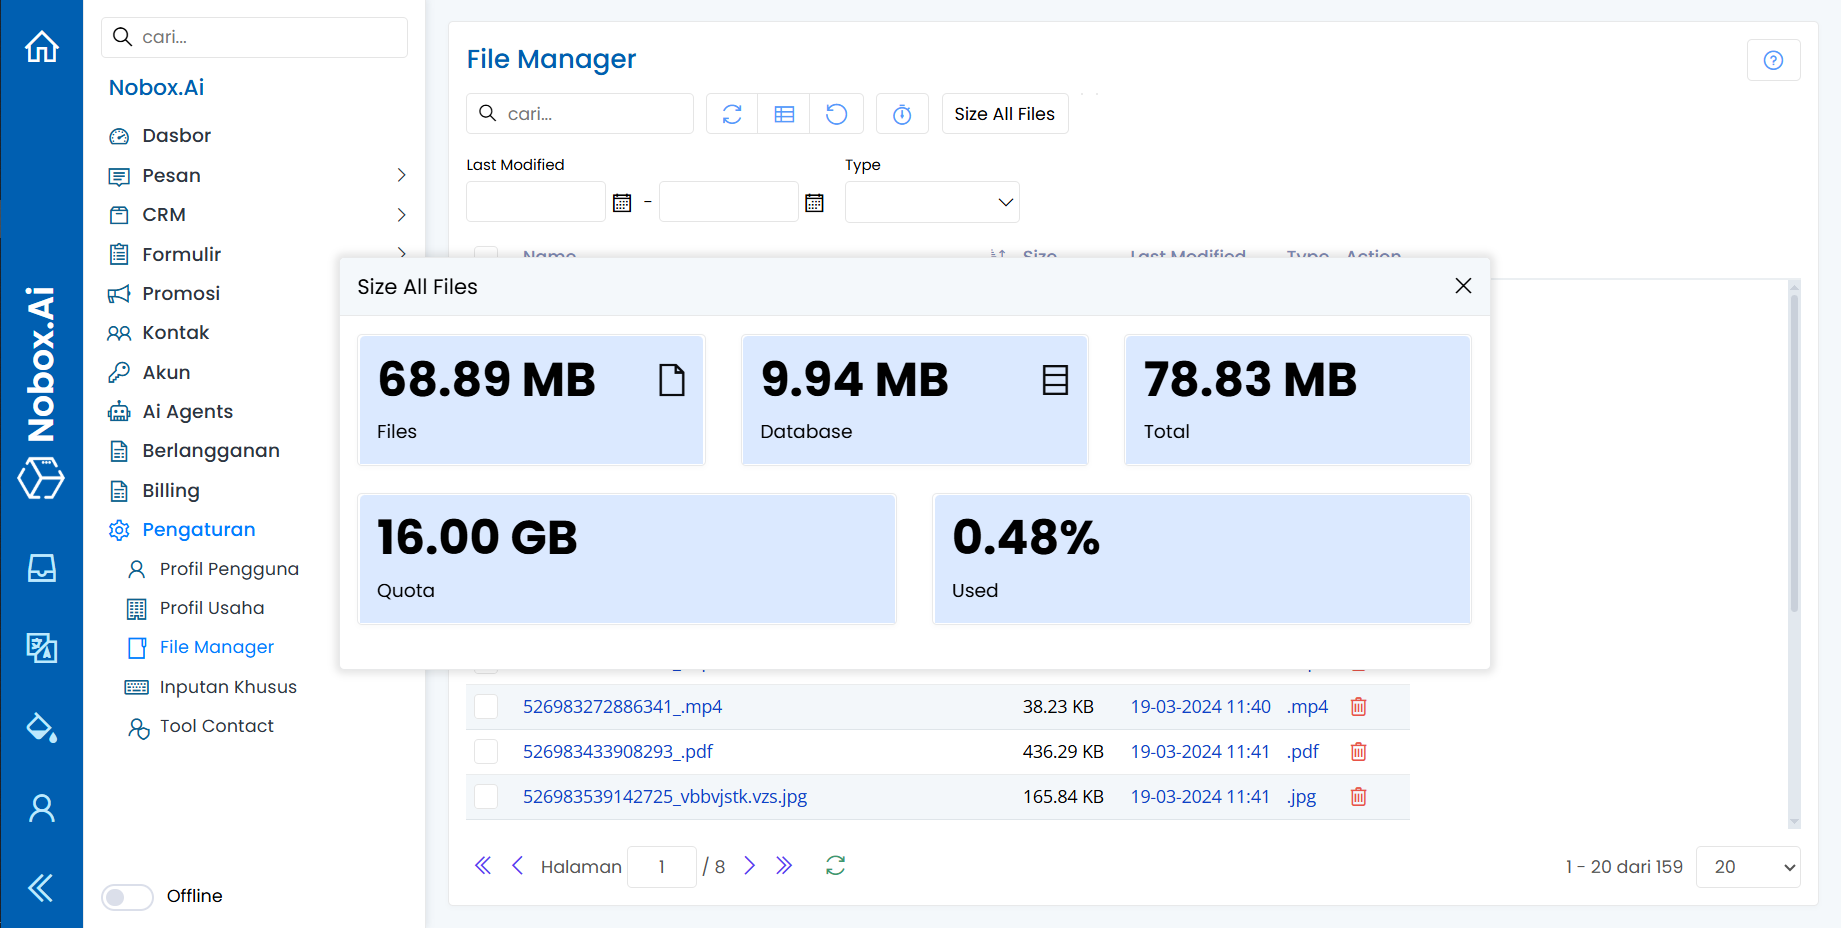 cari...
Nobox.Ai
Dasbor
Pesan
CRM
Formulir
Promosi
Kontak
Akun
Ai Agents
Berlangganan
Billing
Pengaturan
Profil Pengguna
Profil Usaha
File Manager
Inputan Khusus
Tool Contact
Offline
Nobox.Ai
File Manager
cari...
Size All Files
Last Modified
Type
-
Name Size Last Modified Type Action
Size All Files
68.89 MB
Files
9.94 MB
Database
78.83 MB
Total
16.00 GB
Quota
0.48%
Used
526983272886341_.mp4 38.23 KB 19-03-2024 11:40 .mp4
526983433908293_.pdf 436.29 KB 19-03-2024 11:41 .pdf
526983539142725_vbbvjstk.vzs.jpg 165.84 KB 19-03-2024 11:41 .jpg
Halaman 1 / 8
1 - 20 dari 159 20